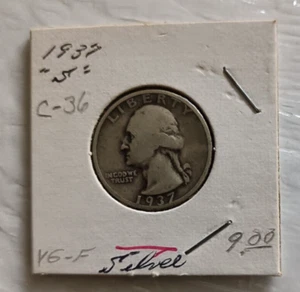 1937
"S"
C-36
LIBERTY
IN GOD WE
TRUST
1937
VG-F
Silver
9.00